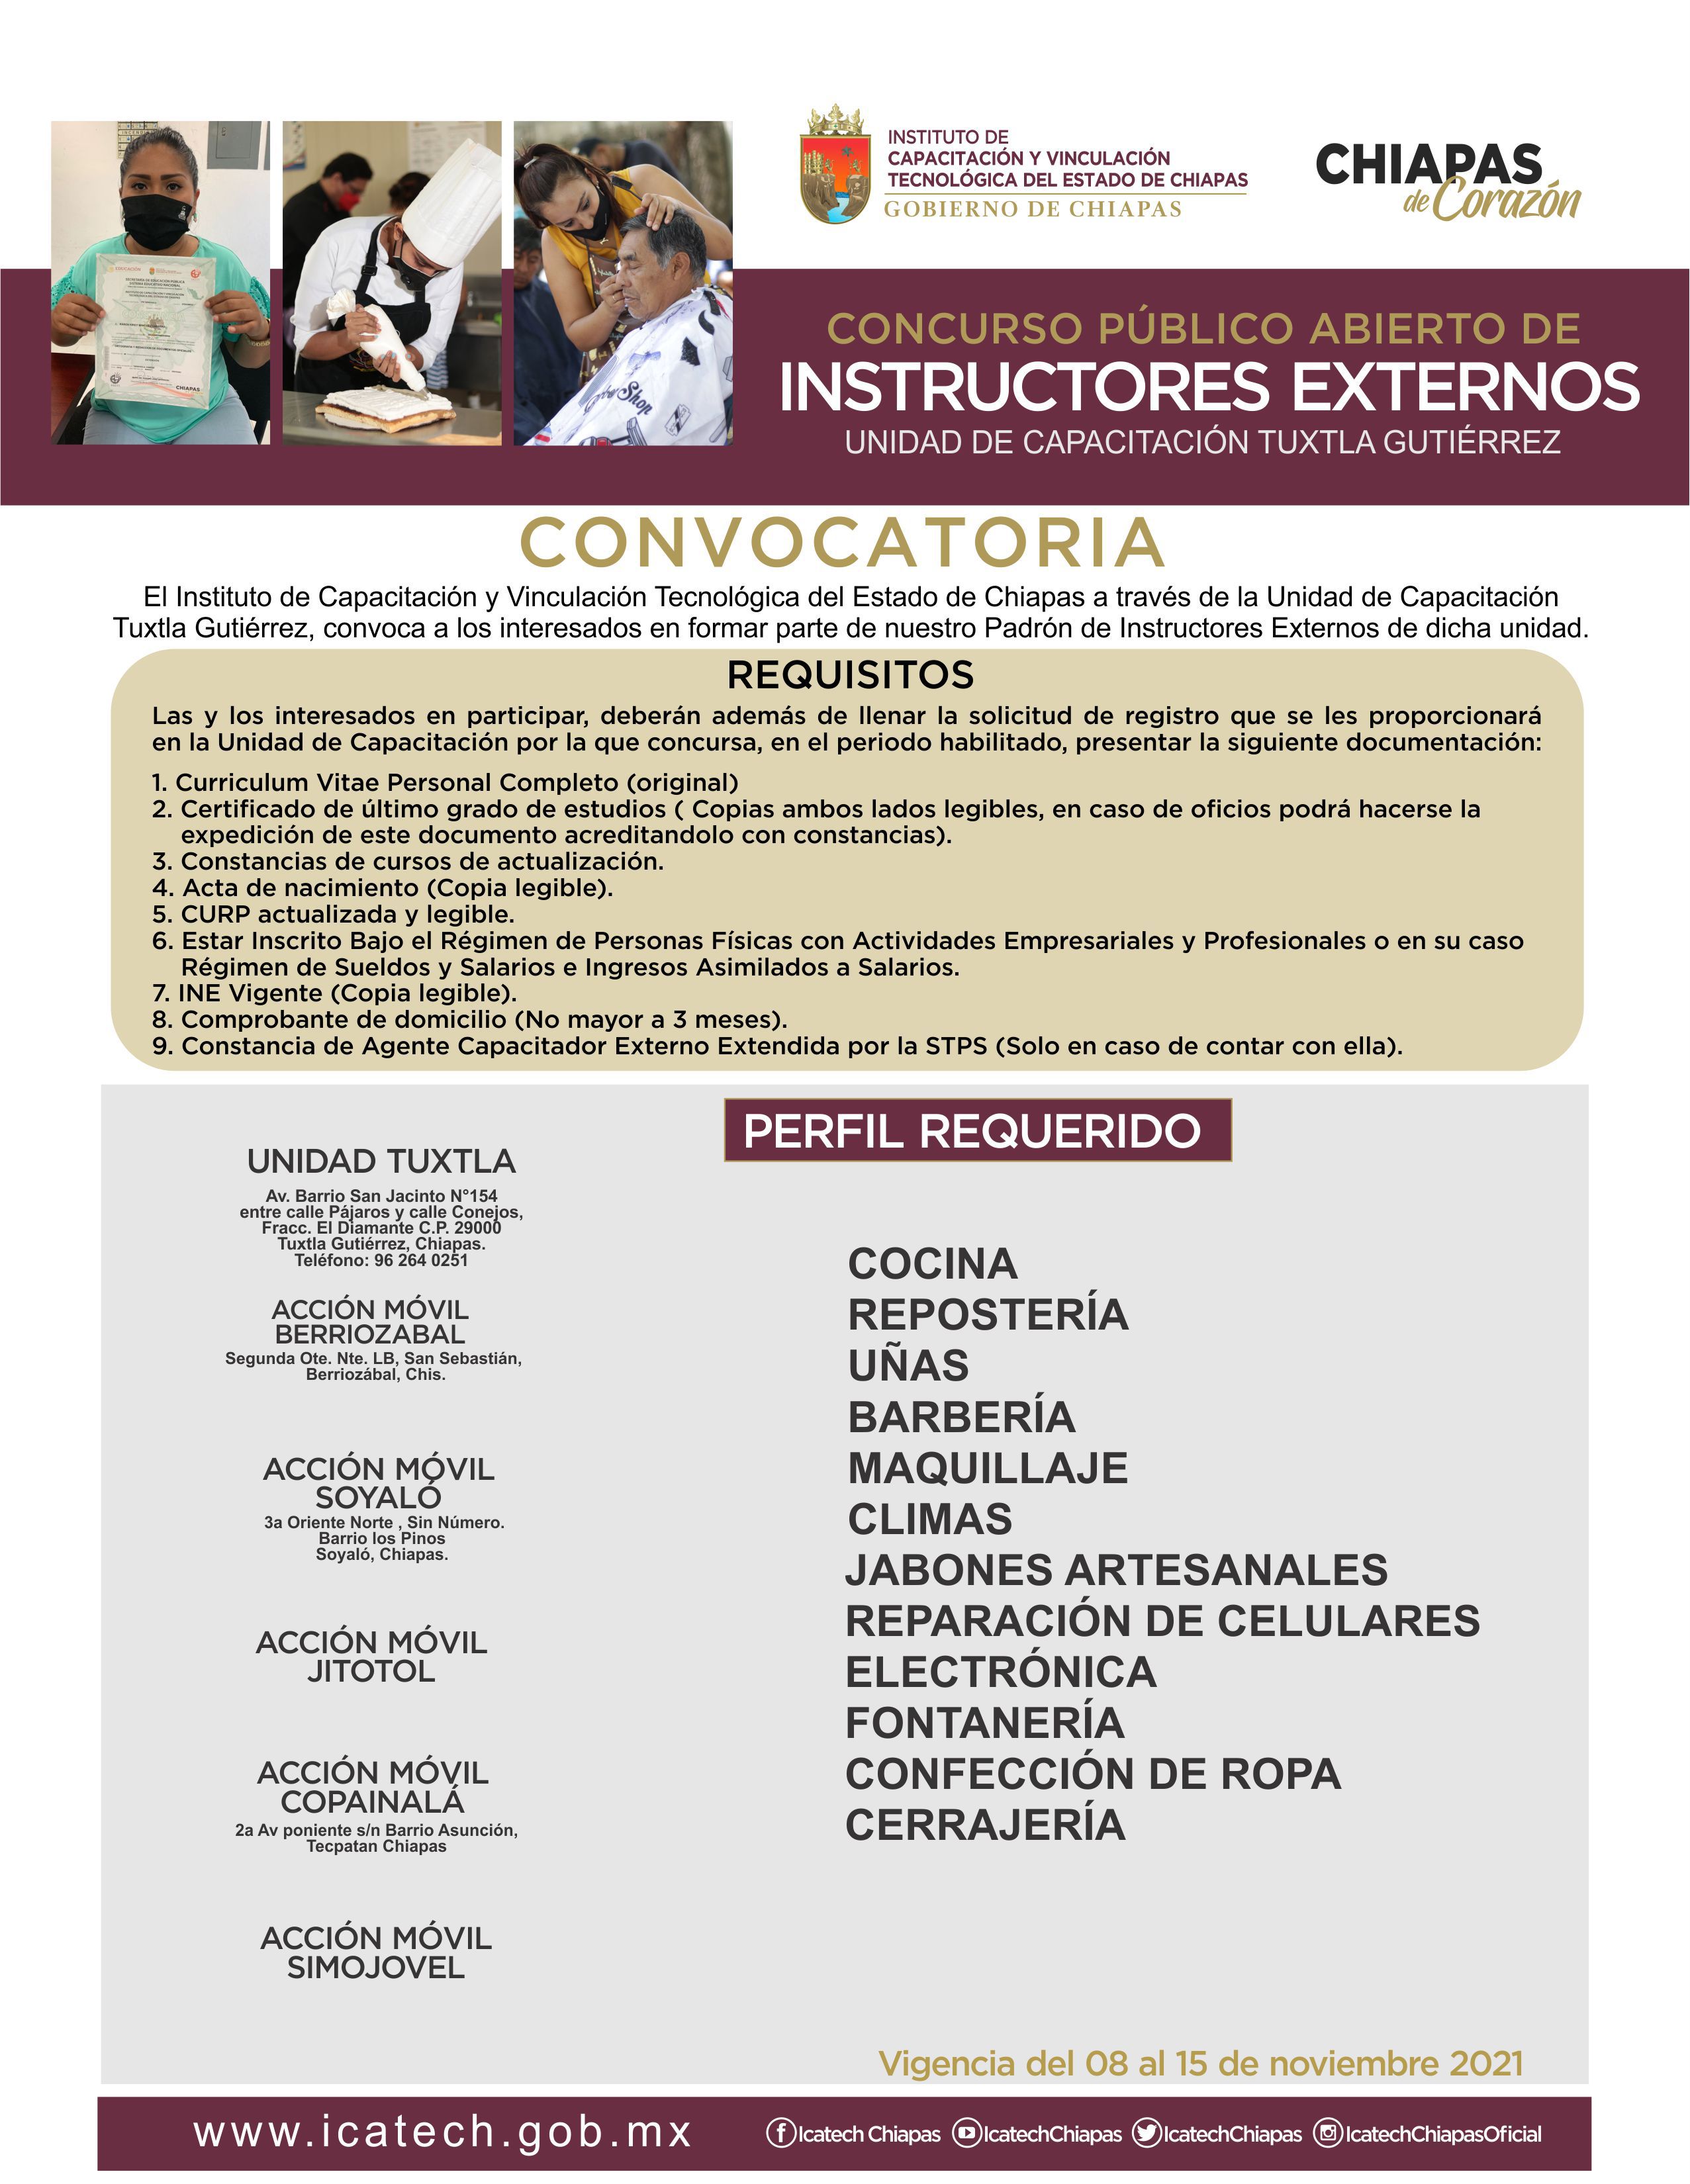 INSTITUTO DE
CAPACITACIÓN Y VINCULACIÓN
TECNOLÓGICA DEL ESTADO DE CHIAPAS
GOBIERNO DE CHIAPAS
CHIAPAS
de Corazón
CHIAPAS
Barber Shop
CONCURSO PÚBLICO ABIERTO DE
INSTRUCTORES EXTERNOS
UNIDAD DE CAPACITACIÓN TUXTLA GUTIÉRREZ
CONVOCATORIA
El Instituto de Capacitación y Vinculación Tecnológica del Estado de Chiapas a través de la Unidad de Capacitación
Tuxtla Gutiérrez, convoca a los interesados en formar parte de nuestro Padrón de Instructores Externos de dicha unidad.
REQUISITOS
Las y los interesados en participar, deberán además de llenar la solicitud de registro que se les proporcionará
en la Unidad de Capacitación por la que concursa, en el periodo habilitado, presentar la siguiente documentación:
1. Curriculum Vitae Personal Completo (original)
2. Certificado de último grado de estudios ( Copias ambos lados legibles, en caso de oficios podrá hacerse la
expedición de este documento acreditandolo con constancias).
3. Constancias de cursos de actualización.
4. Acta de nacimiento (Copia legible).
5. CURP actualizada y legible.
6. Estar Inscrito Bajo el Régimen de Personas Físicas con Actividades Empresariales y Profesionales o en su caso
Régimen de Sueldos y Salarios e Ingresos Asimilados a Salarios.
7. INE Vigente (Copia legible).
8. Comprobante de domicilio (No mayor a 3 meses).
9. Constancia de Agente Capacitador Externo Extendida por la STPS (Solo en caso de contar con ella).
UNIDAD TUXTLA
Av. Barrio San Jacinto N°154
entre calle Pájaros y calle Conejos,
Fracc. El Diamante C.P. 29000
Tuxtla Gutiérrez, Chiapas.
Teléfono: 96 264 0251
ACCIÓN MÓVIL
BERRIOZABAL
Segunda Ote. Nte. LB, San Sebastián,
Berriozábal, Chis.
ACCIÓN MÓVIL
SOYALÓ
3a Oriente Norte , Sin Número.
Barrio los Pinos
Soyaló, Chiapas.
ACCIÓN MÓVIL
JITOTOL
ACCIÓN MÓVIL
COPAINALÁ
2a Av poniente s/n Barrio Asunción,
Tecpatan Chiapas
ACCIÓN MÓVIL
SIMOJOVEL
PERFIL REQUERIDO
COCINA
REPOSTERÍA
UÑAS
BARBERÍA
MAQUILLAJE
CLIMAS
JABONES ARTESANALES
REPARACIÓN DE CELULARES
ELECTRÓNICA
FONTANERÍA
CONFECCIÓN DE ROPA
CERRAJERÍA
Vigencia del 08 al 15 de noviembre 2021
www.icatech.gob.mx
Icatech Chiapas IcatechChiapas IcatechChiapas IcatechChiapasOficial